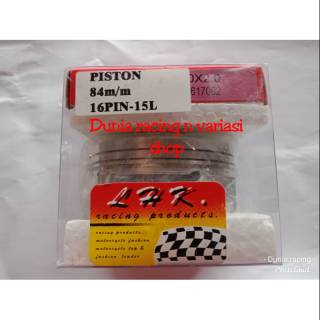 PISTON
84m/m
16PIN-15L
617002
Dunia racing n variasi
shop
LHK.
racing products.
racing products
motorcycle fashion
motorcycle top &
fashion leader
Dunia racing